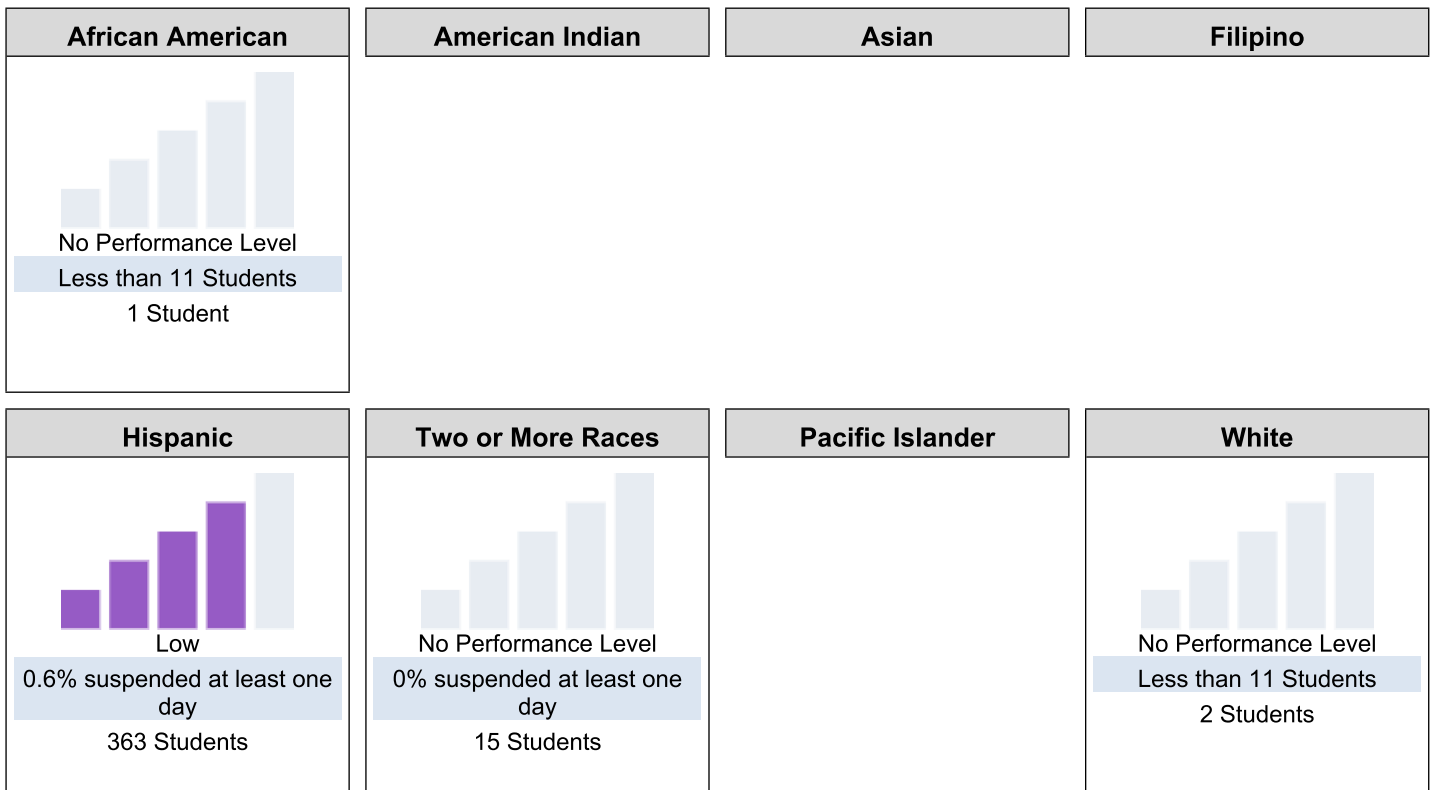 African American
American Indian
Asian
Filipino
No Performance Level
Less than 11 Students
1 Student
Hispanic
Two or More Races
Pacific Islander
White
Low
0.6% suspended at least one
day
363 Students
No Performance Level
0% suspended at least one
day
15 Students
No Performance Level
Less than 11 Students
2 Students